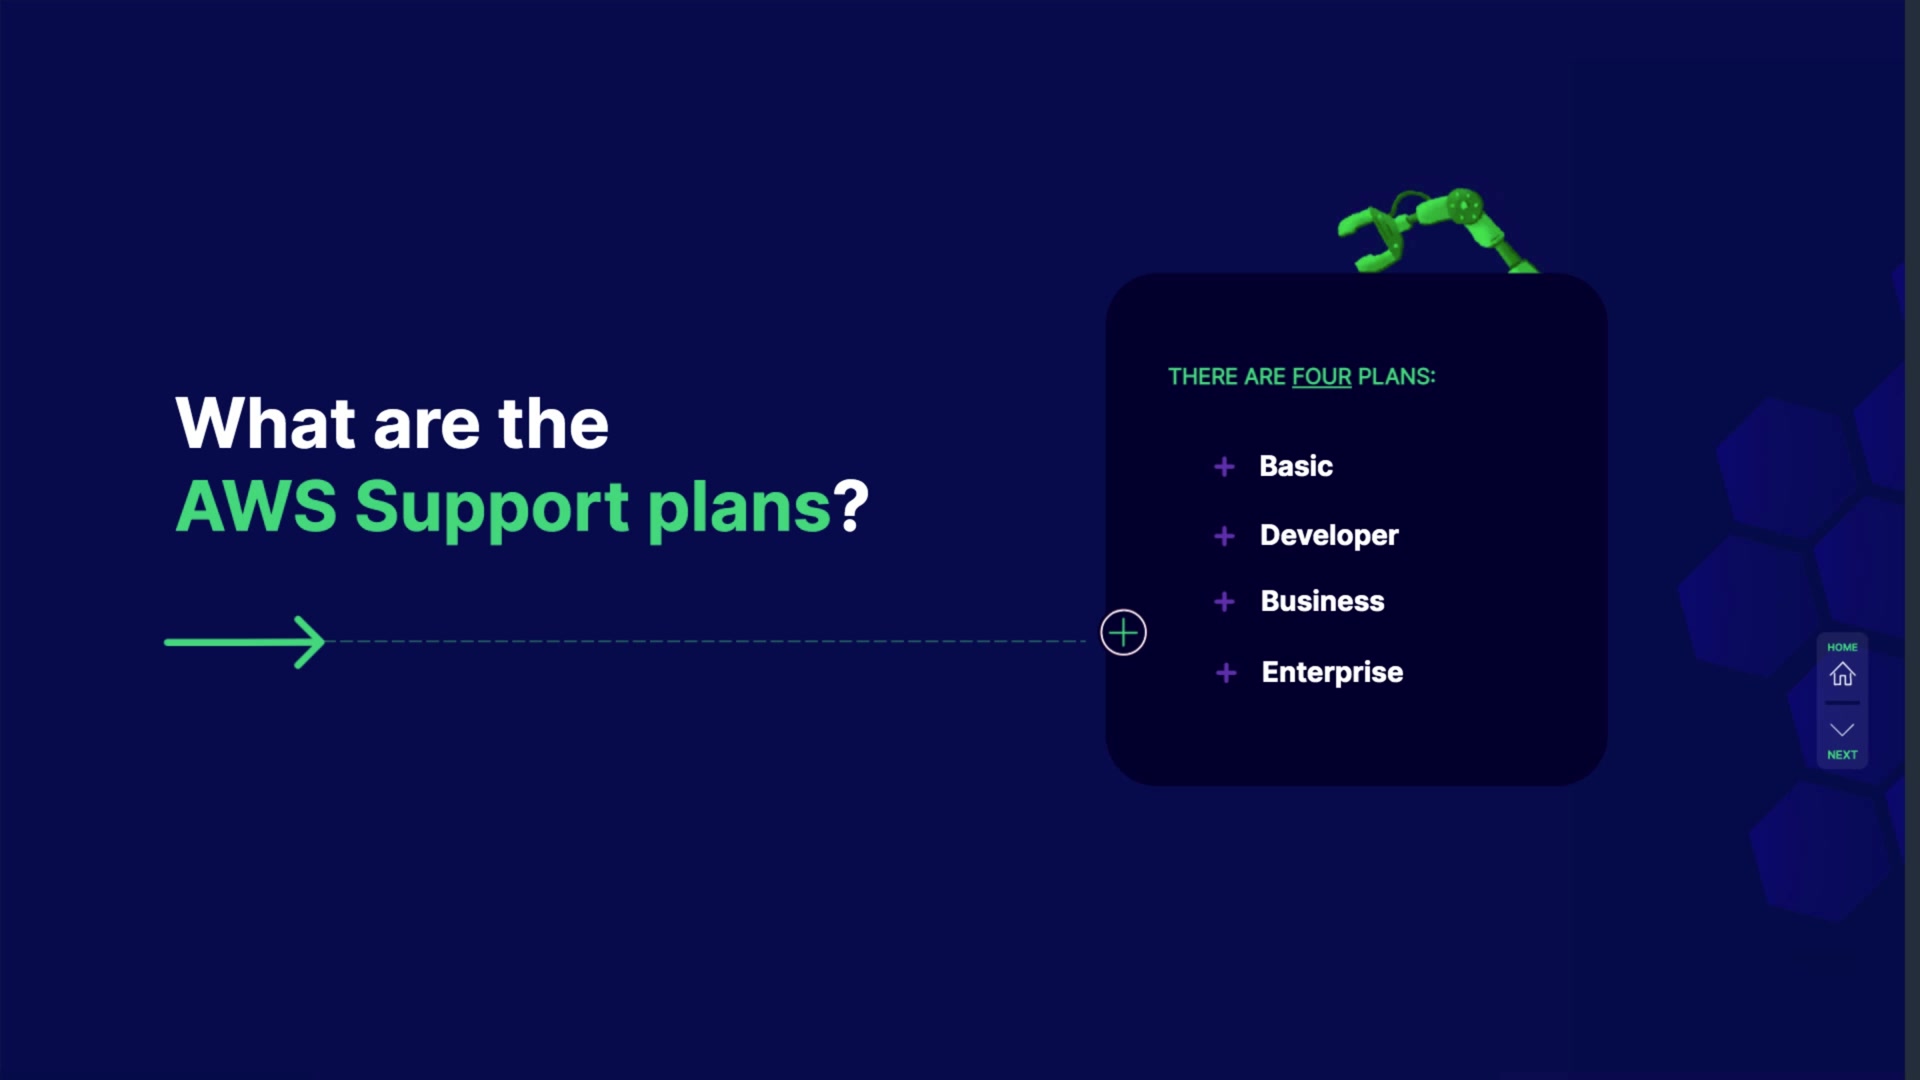 What are the
AWS Support plans?
THERE ARE FOUR PLANS:
Basic
Developer
Business
Enterprise
HOME
NEXT